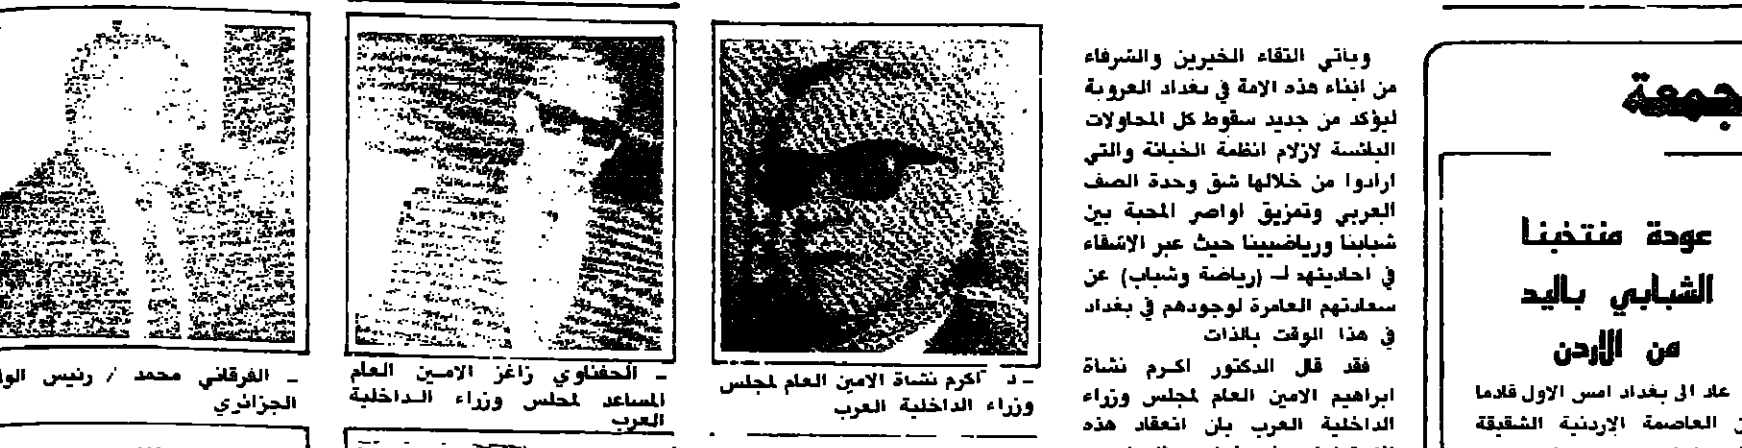 جمعة
عودة منتخبنا
الشبابي باليد
من الأردن
عاد الى بغداد امس الاول قادما
العاصمة الاردنية الشقيقة
وياتي التقاء الخيرين والشرفاء
من ابناء هذه الامة في بغداد العروبة
ليؤكد من جديد سقوط كل المحاولات
اليائسة لازلام انظمة الخيانة والتي
ارادوا من خلالها شق وحدة الصف
العربي وتمزيق اواصر المحبة بين
شبابنا ورياضيينا حيث عبر الاشقاء
في احاديثهم لـ (رياضة وشباب) عن
سعادتهم العامرة لوجودهم في بغداد
في هذا الوقت بالذات
فقد قال الدكتور اكرم نشاة
ابراهيم الامين العام لمجلس وزراء
الداخلية العرب بان انعقاد هذه
ـ د اكرم نشاة الامين العام لمجلس
وزراء الداخلية العرب
ـ الحفناوي زاغز الامين العام
المساعد لمجلس وزراء الداخلية
العرب
ـ الفرقاني محمد / رئيس
الجزائري